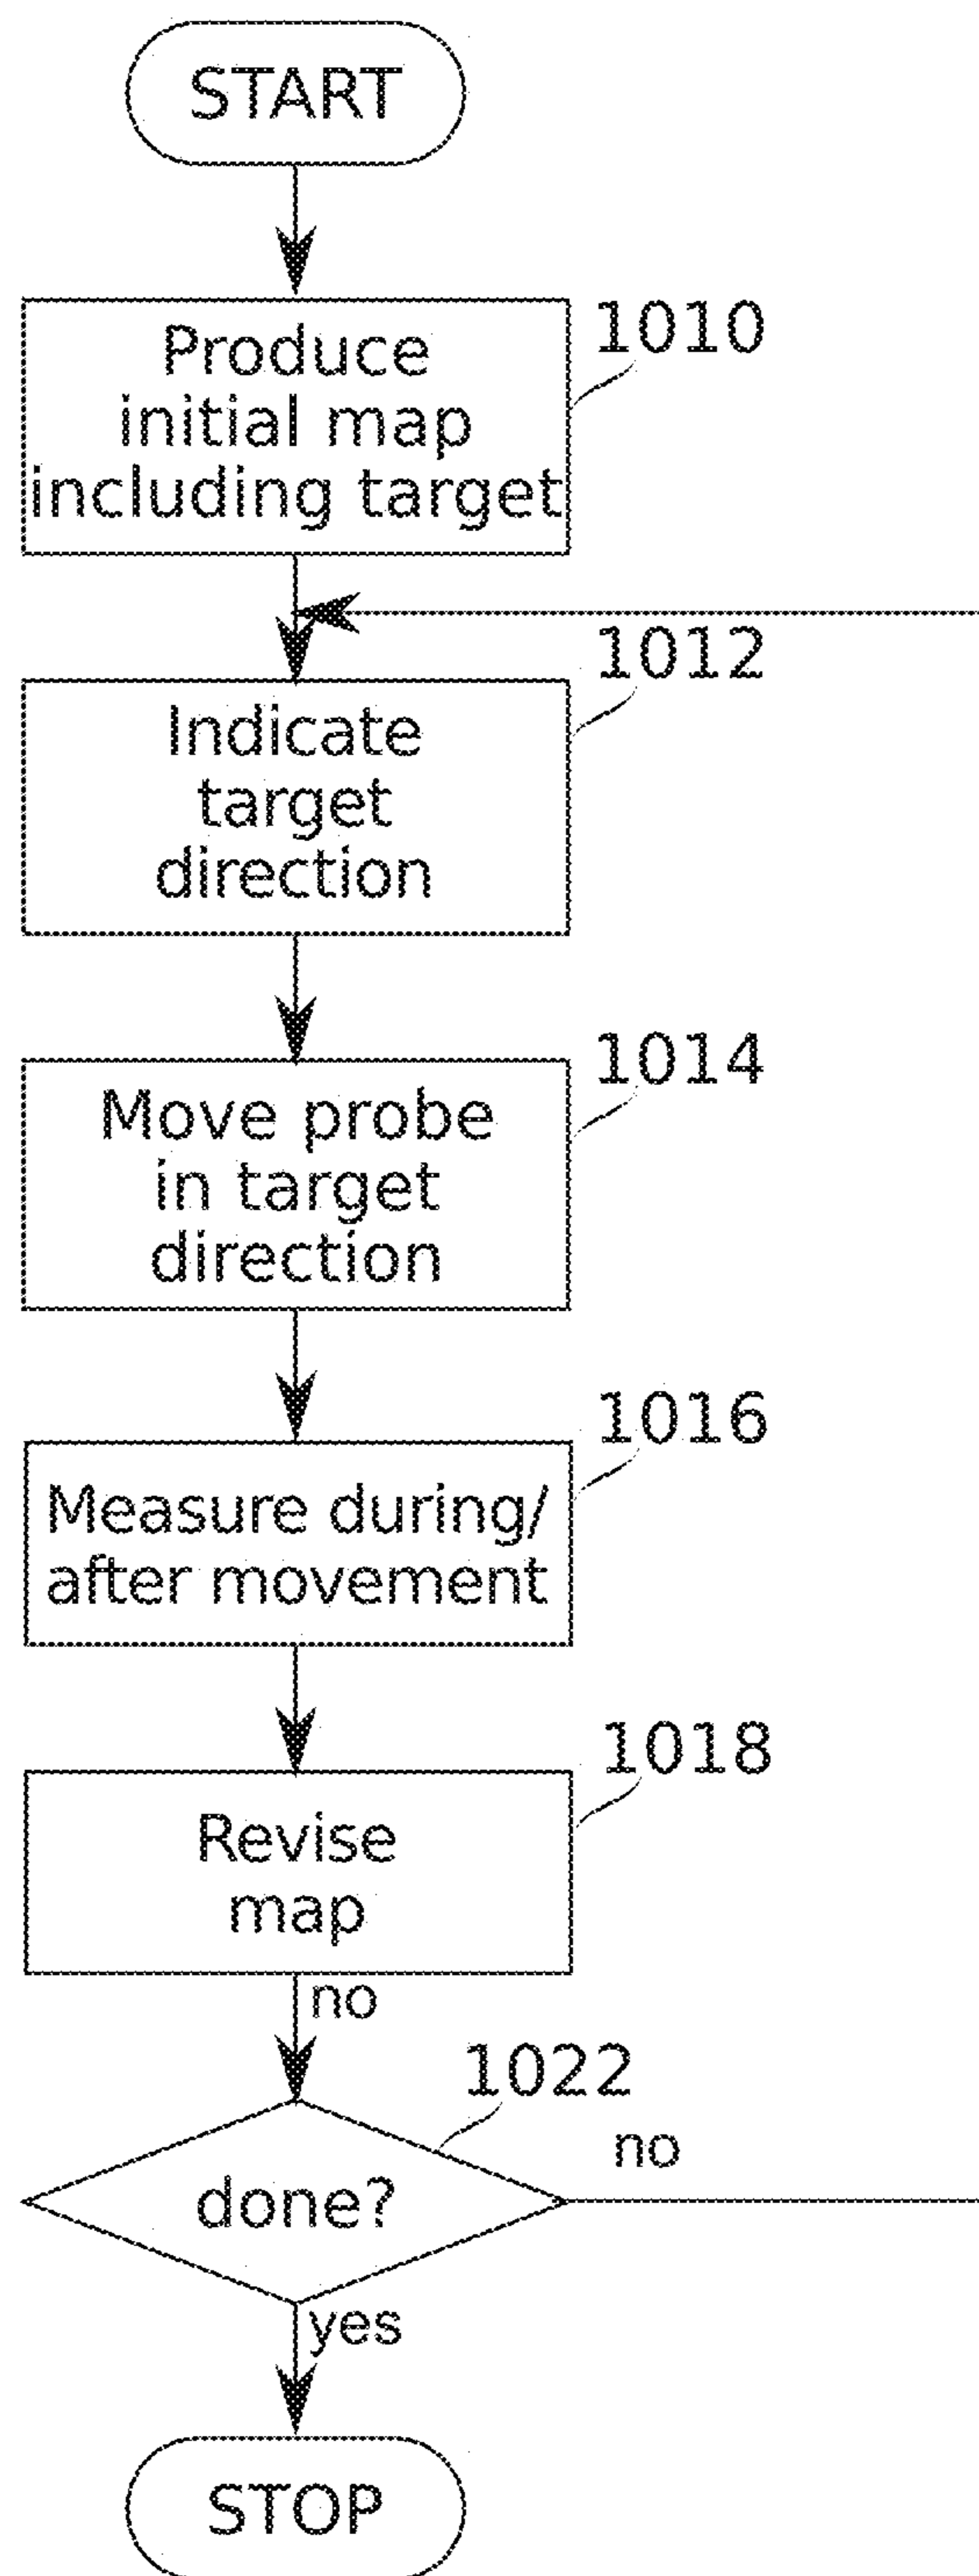 START
Produce
initial map
including target
1010
1012
Indicate
target
direction
1014
Move probe
in target
direction
1016
Measure during/
after movement
1018
Revise
map
no
1022
no
done?
yes
STOP